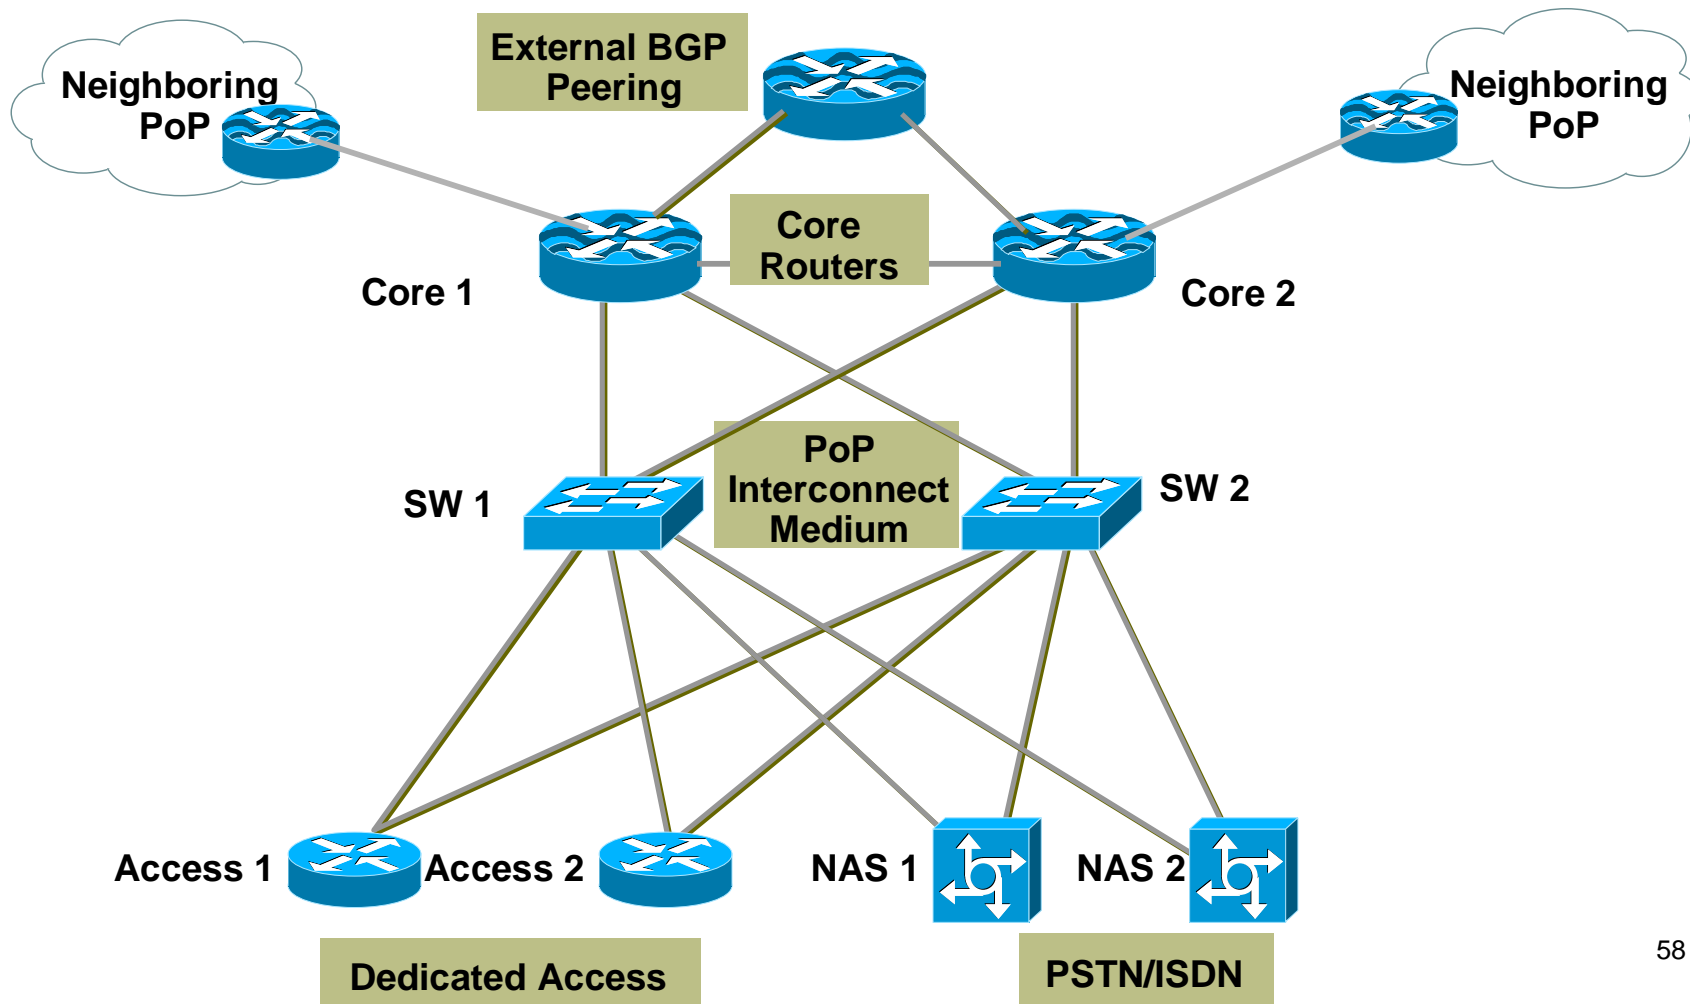 External BGP
Peering
Neighboring
PoP
Neighboring
PoP
Core
Routers
Core 1
Core 2
PoP
Interconnect
Medium
SW 1
SW 2
Access 1
Access 2
NAS 1
NAS 2
Dedicated Access
PSTN/ISDN
58